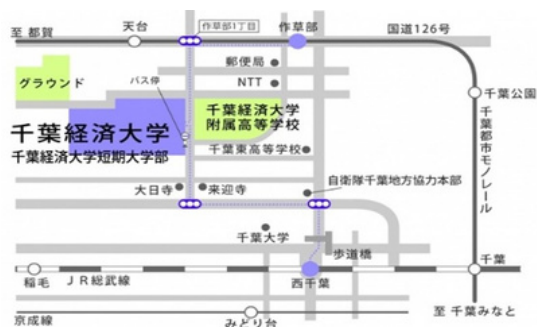 至 都賀
天台
作草部1丁目
作草部
国道126号
郵便局
グラウンド
バス停
NTT
千葉公園
千葉経済大学
附属高等学校
千葉経済大学
千葉経済大学短期大学部
千葉都市モノレール
千葉東高等学校
自衛隊千葉地方協力本部
大日寺
来迎寺
千葉大学
歩道橋
千葉
稲毛
JR総武線
西千葉
京成線
みどり台
至 千葉みなと